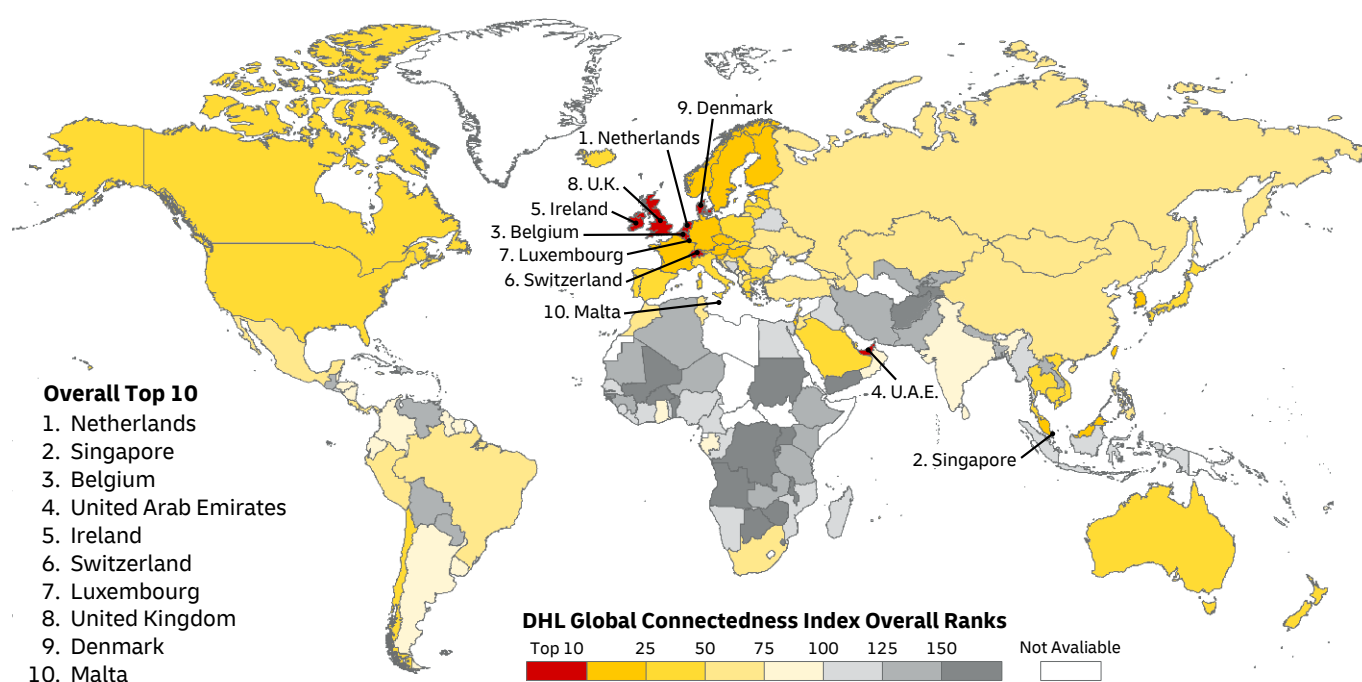 9. Denmark
1. Netherlands
8. U.K.
5. Ireland
3. Belgium
7. Luxembourg
6. Switzerland
10. Malta
4. U.A.E.
2. Singapore
Overall Top 10
1. Netherlands
2. Singapore
3. Belgium
4. United Arab Emirates
5. Ireland
6. Switzerland
7. Luxembourg
8. United Kingdom
9. Denmark
10. Malta
DHL Global Connectedness Index Overall Ranks
Top 10 25 50 75 100 125 150 Not Avaliable